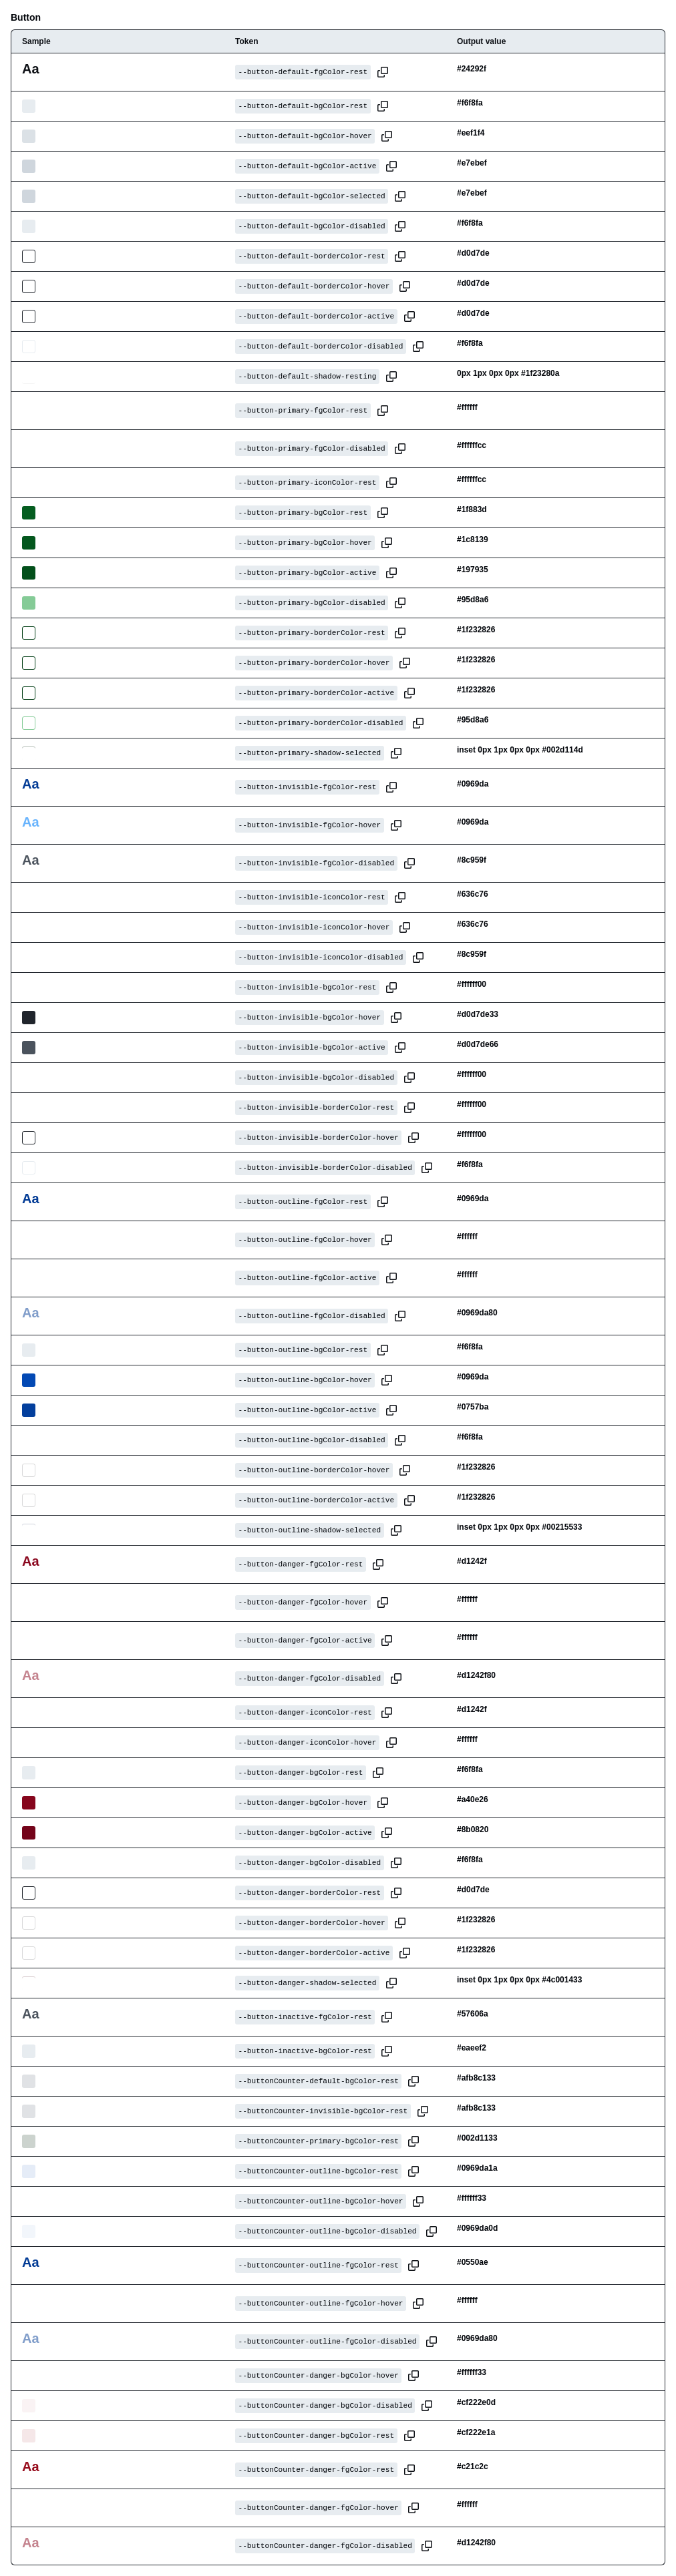 Button
Sample Token Output value
Aa --button-default-fgColor-rest #24292f
--button-default-bgColor-rest #f6f8fa
--button-default-bgColor-hover #eef1f4
--button-default-bgColor-active #e7ebef
--button-default-bgColor-selected #e7ebef
--button-default-bgColor-disabled #f6f8fa
--button-default-borderColor-rest #d0d7de
--button-default-borderColor-hover #d0d7de
--button-default-borderColor-active #d0d7de
--button-default-borderColor-disabled #f6f8fa
--button-default-shadow-resting 0px 1px 0px 0px #1f23280a
--button-primary-fgColor-rest #ffffff
--button-primary-fgColor-disabled #ffffffcc
--button-primary-iconColor-rest #ffffffcc
--button-primary-bgColor-rest #1f883d
--button-primary-bgColor-hover #1c8139
--button-primary-bgColor-active #197935
--button-primary-bgColor-disabled #95d8a6
--button-primary-borderColor-rest #1f232826
--button-primary-borderColor-hover #1f232826
--button-primary-borderColor-active #1f232826
--button-primary-borderColor-disabled #95d8a6
--button-primary-shadow-selected inset 0px 1px 0px 0px #002d114d
Aa --button-invisible-fgColor-rest #0969da
Aa --button-invisible-fgColor-hover #0969da
Aa --button-invisible-fgColor-disabled #8c959f
--button-invisible-iconColor-rest #636c76
--button-invisible-iconColor-hover #636c76
--button-invisible-iconColor-disabled #8c959f
--button-invisible-bgColor-rest #ffffff00
--button-invisible-bgColor-hover #d0d7de33
--button-invisible-bgColor-active #d0d7de66
--button-invisible-bgColor-disabled #ffffff00
--button-invisible-borderColor-rest #ffffff00
--button-invisible-borderColor-hover #ffffff00
--button-invisible-borderColor-disabled #f6f8fa
Aa --button-outline-fgColor-rest #0969da
--button-outline-fgColor-hover #ffffff
--button-outline-fgColor-active #ffffff
Aa --button-outline-fgColor-disabled #0969da80
--button-outline-bgColor-rest #f6f8fa
--button-outline-bgColor-hover #0969da
--button-outline-bgColor-active #0757ba
--button-outline-bgColor-disabled #f6f8fa
--button-outline-borderColor-hover #1f232826
--button-outline-borderColor-active #1f232826
--button-outline-shadow-selected inset 0px 1px 0px 0px #00215533
Aa --button-danger-fgColor-rest #d1242f
--button-danger-fgColor-hover #ffffff
--button-danger-fgColor-active #ffffff
Aa --button-danger-fgColor-disabled #d1242f80
--button-danger-iconColor-rest #d1242f
--button-danger-iconColor-hover #ffffff
--button-danger-bgColor-rest #f6f8fa
--button-danger-bgColor-hover #a40e26
--button-danger-bgColor-active #8b0820
--button-danger-bgColor-disabled #f6f8fa
--button-danger-borderColor-rest #d0d7de
--button-danger-borderColor-hover #1f232826
--button-danger-borderColor-active #1f232826
--button-danger-shadow-selected inset 0px 1px 0px 0px #4c001433
Aa --button-inactive-fgColor-rest #57606a
--button-inactive-bgColor-rest #eaeef2
--buttonCounter-default-bgColor-rest #afb8c133
--buttonCounter-invisible-bgColor-rest #afb8c133
--buttonCounter-primary-bgColor-rest #002d1133
--buttonCounter-outline-bgColor-rest #0969da1a
--buttonCounter-outline-bgColor-hover #ffffff33
--buttonCounter-outline-bgColor-disabled #0969da0d
Aa --buttonCounter-outline-fgColor-rest #0550ae
--buttonCounter-outline-fgColor-hover #ffffff
Aa --buttonCounter-outline-fgColor-disabled #0969da80
--buttonCounter-danger-bgColor-hover #ffffff33
--buttonCounter-danger-bgColor-disabled #cf222e0d
--buttonCounter-danger-bgColor-rest #cf222e1a
Aa --buttonCounter-danger-fgColor-rest #c21c2c
--buttonCounter-danger-fgColor-hover #ffffff
Aa --buttonCounter-danger-fgColor-disabled #d1242f80